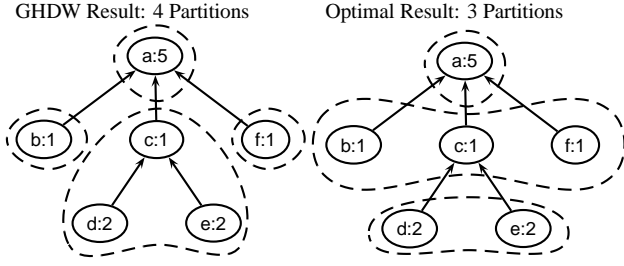 GHDW Result: 4 Partitions Optimal Result: 3 Partitions
a:5 a:5
b:1 c:1 f:1 b:1 c:1 f:1
d:2 e:2 d:2 e:2